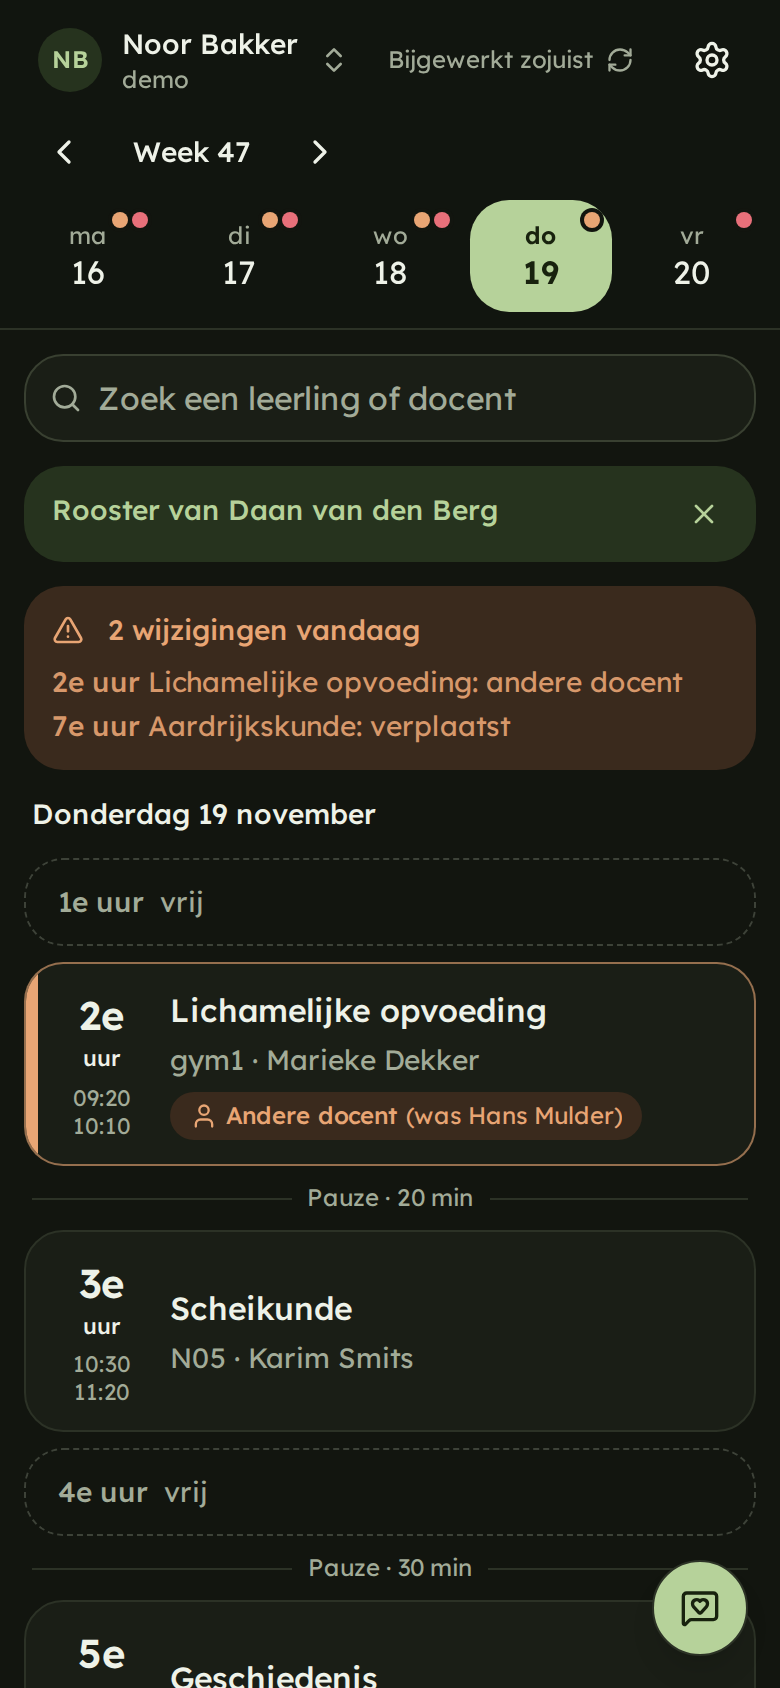 NB
Noor Bakker
demo
Bijgewerkt zojuist
Week 47
ma
16
di
17
wo
18
do
19
vr
20
Zoek een leerling of docent
Rooster van Daan van den Berg
2 wijzigingen vandaag
2e uur Lichamelijke opvoeding: andere docent
7e uur Aardrijkskunde: verplaatst
Donderdag 19 november
1e uur vrij
2e
uur
09:20
10:10
Lichamelijke opvoeding
gym1 · Marieke Dekker
Andere docent (was Hans Mulder)
Pauze · 20 min
3e
uur
10:30
11:20
Scheikunde
N05 · Karim Smits
4e uur vrij
Pauze · 30 min
5e
Geschiedenis